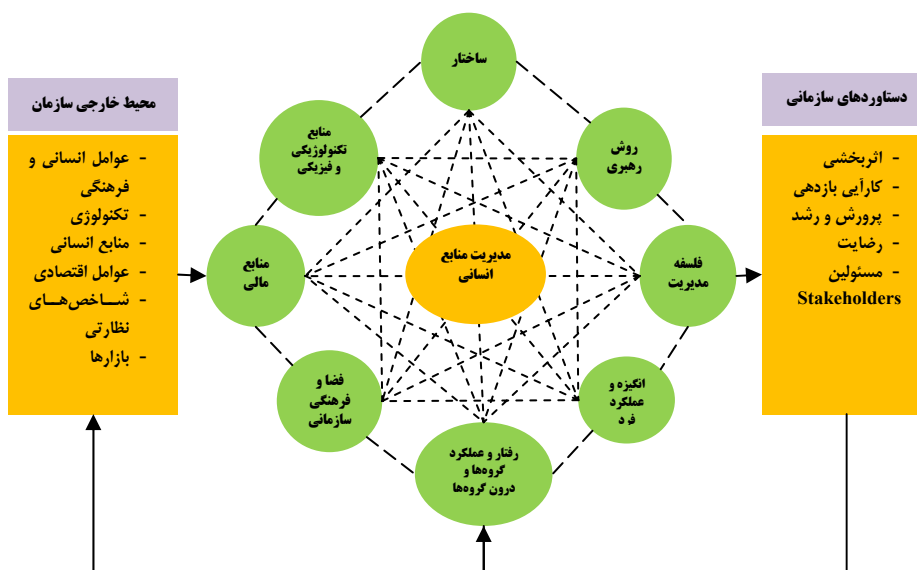 محیط خارجی سازمان
- عوامل انسانی و
فرهنگی
- تکنولوژی
- منابع انسانی
- عوامل اقتصادی
- شــاخص‌هــای
نظارتی
- بازارها
ساختار
روش
رهبری
فلسفه
مدیریت
انگیزه و
عملکرد
فرد
رفتار و عملکرد
گروه‌ها و
درون گروه‌ها
فضا و
فرهنگی
سازمانی
منابع
مالی
منابع
تکنولوژیکی
و فیزیکی
مدیریت منابع
انسانی
دستاوردهای سازمانی
- اثربخشی
- کارآیی بازدهی
- پرورش و رشد
- رضایت
- مسئولین
Stakeholders